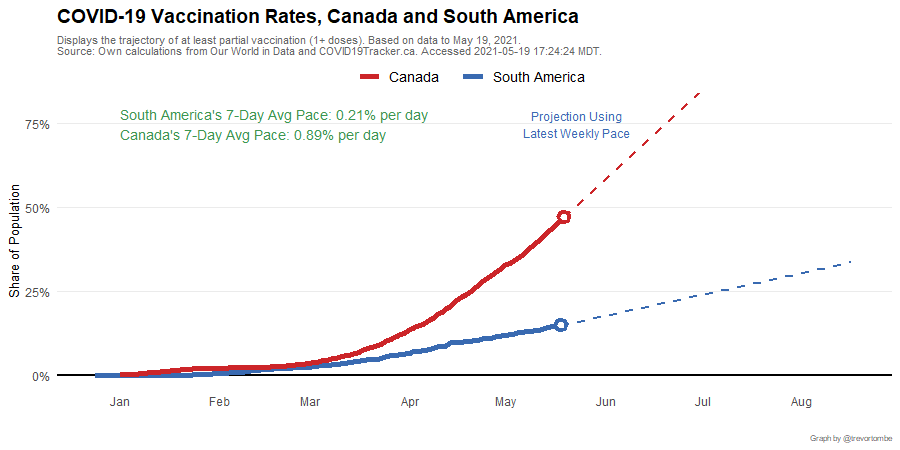 COVID-19 Vaccination Rates, Canada and South America
Displays the trajectory of at least partial vaccination (1+ doses). Based on data to May 19, 2021.
Source: Own calculations from Our World in Data and COVID19Tracker.ca. Accessed 2021-05-19 17:24:24 MDT.
Canada South America
South America's 7-Day Avg Pace: 0.21% per day
Canada's 7-Day Avg Pace: 0.89% per day
Projection Using
Latest Weekly Pace
Share of Population
75%
50%
25%
0%
Jan Feb Mar Apr May Jun Jul Aug
Graph by @trevortombe